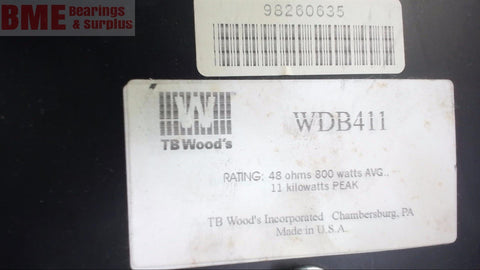 BME Bearings & Surplus
98260635
W
TB Wood's
WDB411
RATING: 48 ohms 800 watts AVG..
11 kilowatts PEAK
TB Wood's Incorporated Chambersburg, PA
Made in U.S.A.